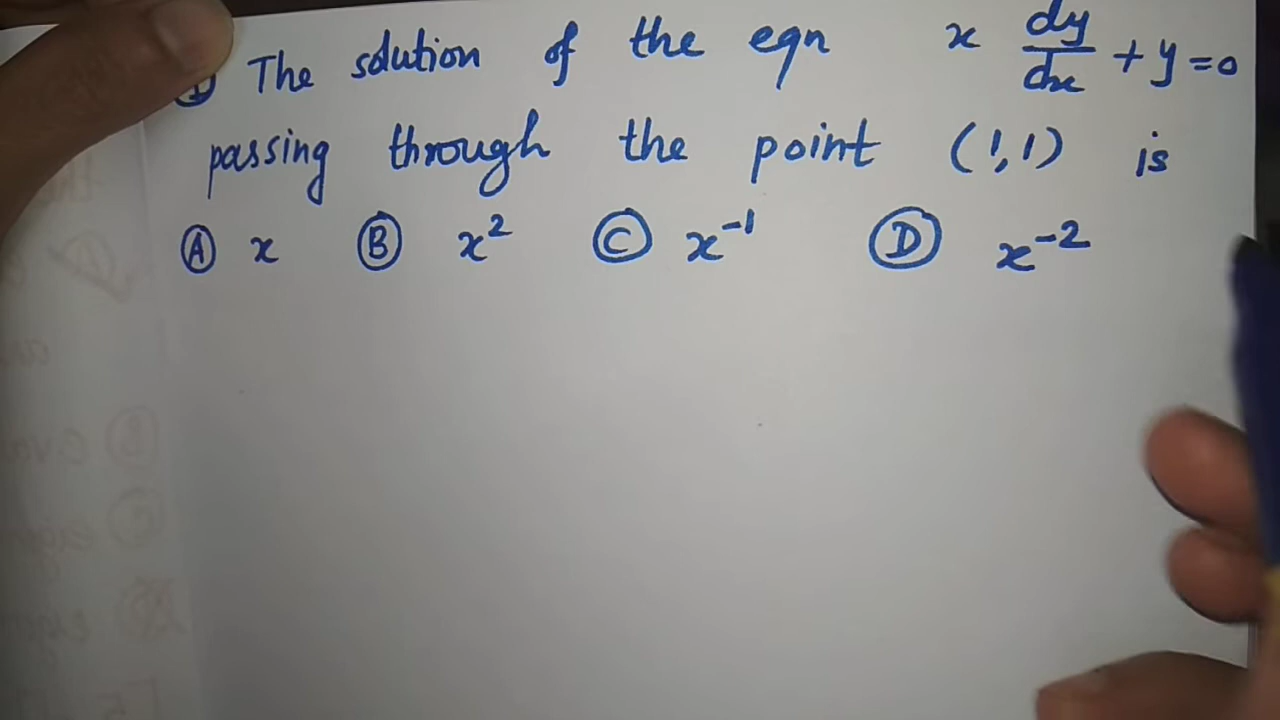 The solution of the eqn x dy/dx + y = 0
passing through the point (1,1) is
Ⓐ x Ⓑ x² Ⓒ x⁻¹ Ⓓ x⁻²